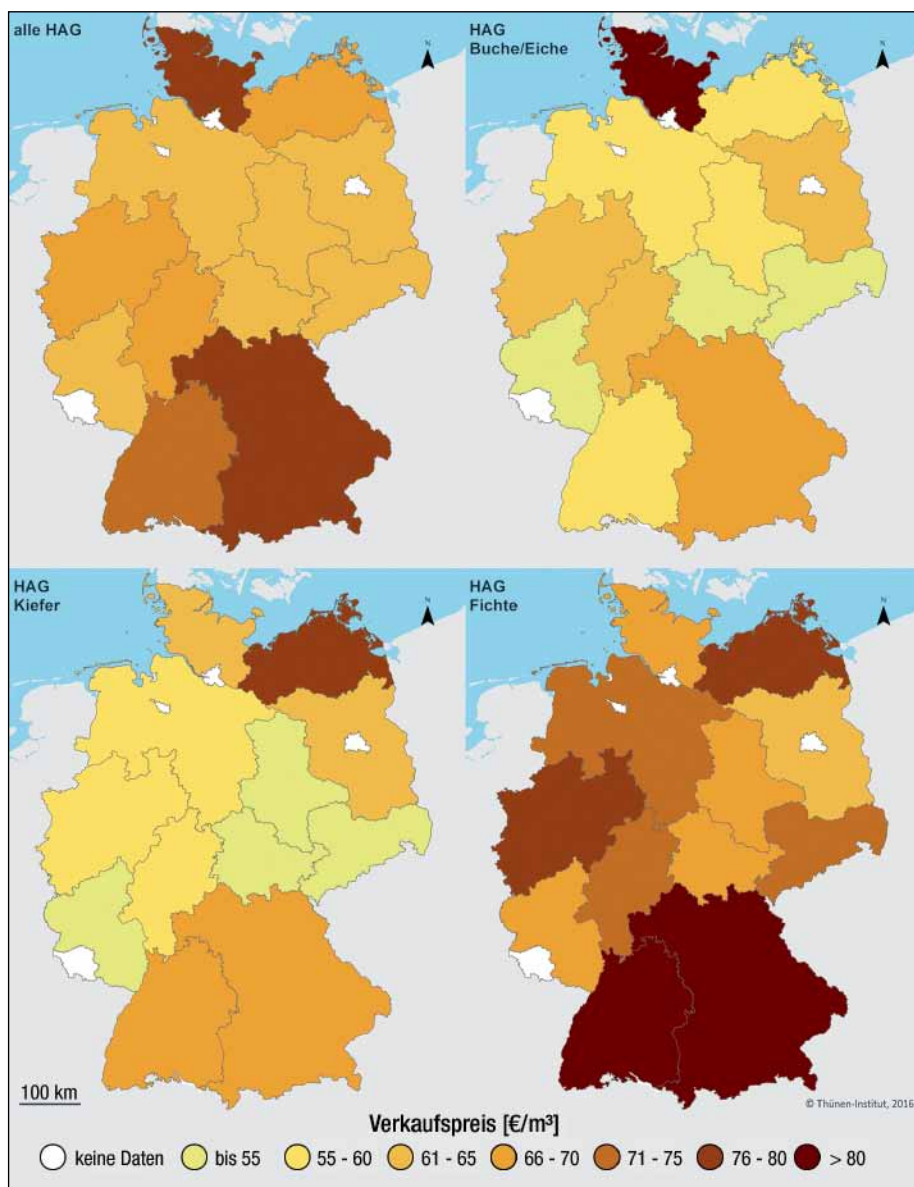 alle HAG
N
HAG
Buche/Eiche
N
HAG
Kiefer
N
HAG
Fichte
N
100 km
© Thünen-Institut, 2016
Verkaufspreis [€/m³]
keine Daten bis 55 55 - 60 61 - 65 66 - 70 71 - 75 76 - 80 > 80